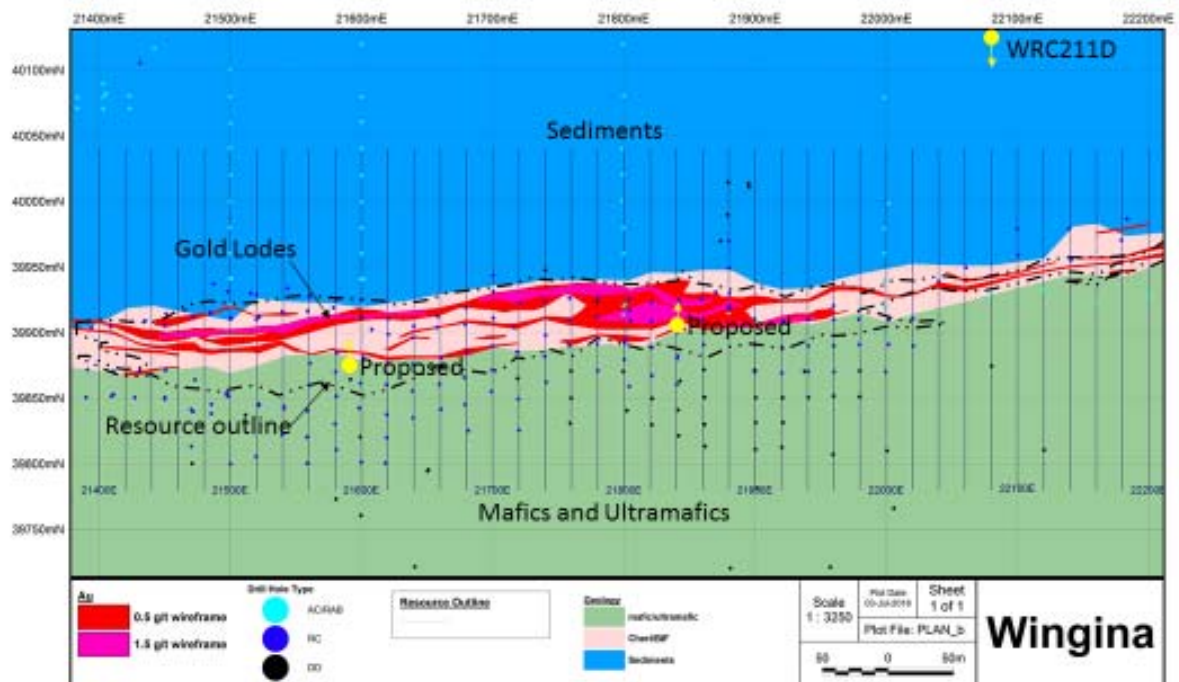 21400mE 21500mE 21600mE 21700mE 21800mE 21900mE 22000mE 22100mE 22200mE
WRC211D
40100mN
40050mN
Sediments
40000mN
39950mN
Gold Lodes
39900mN
Proposed
Proposed
39850mN
Resource outline
39800mN
21400E 21500E 21600E 21700E 21800E 21900E 22000E 22100E 22200E
39750mN
Mafics and Ultramafics
Au
0.5 g/t wireframe
1.5 g/t wireframe
Drill Hole Type
AC/RAB
RC
DD
Resource Outline
Geology
mafic/ultramafic
Chert/BIF
Sediments
Scale
1 : 3250
Plot Date
Sheet
1 of 1
Plot File: PLAN_b
50 0 50m
Wingina